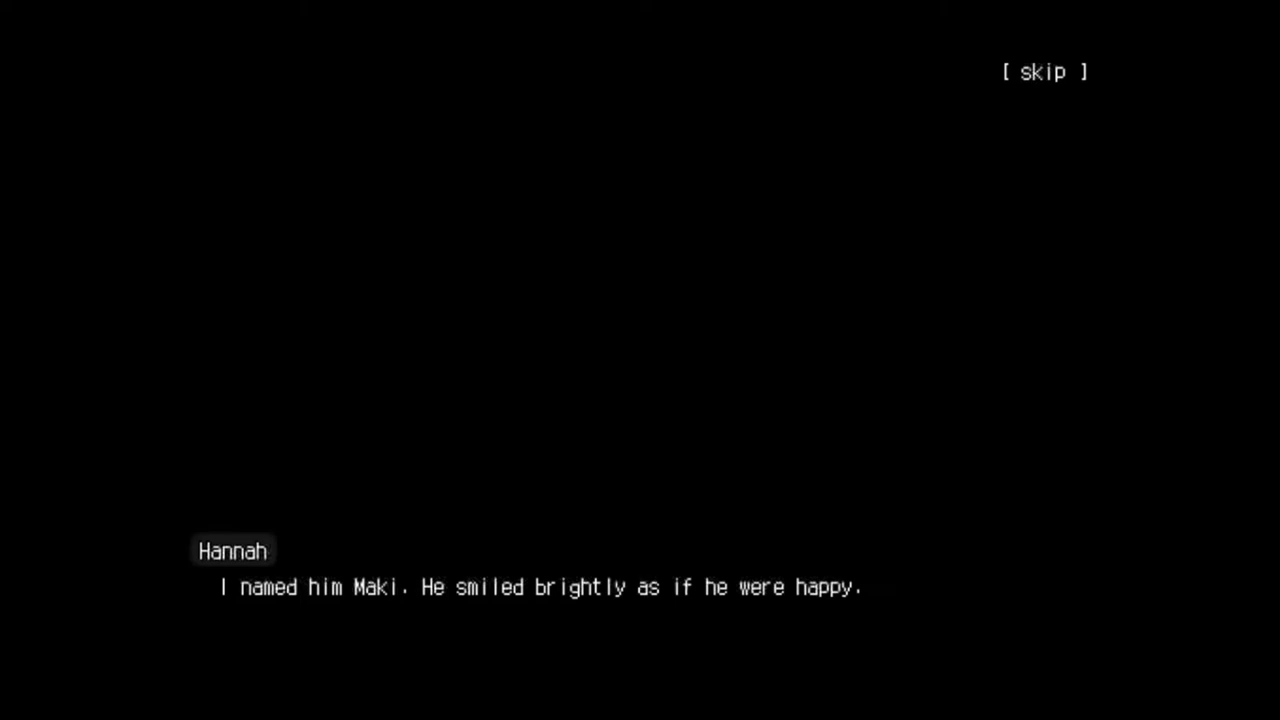 [ skip ]
Hannah
I named him Maki. He smiled brightly as if he were happy.